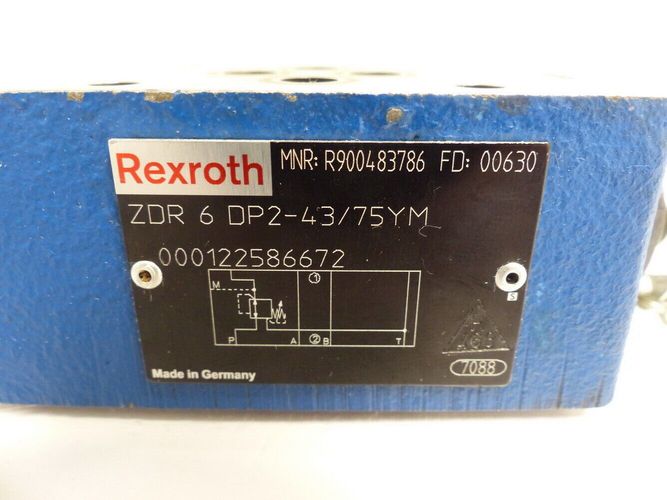 Rexroth
MNR: R900483786 FD: 00630
ZDR 6 DP2-43/75YM
000122586672
1
M
P A 2 B T
S
Made in Germany
7088